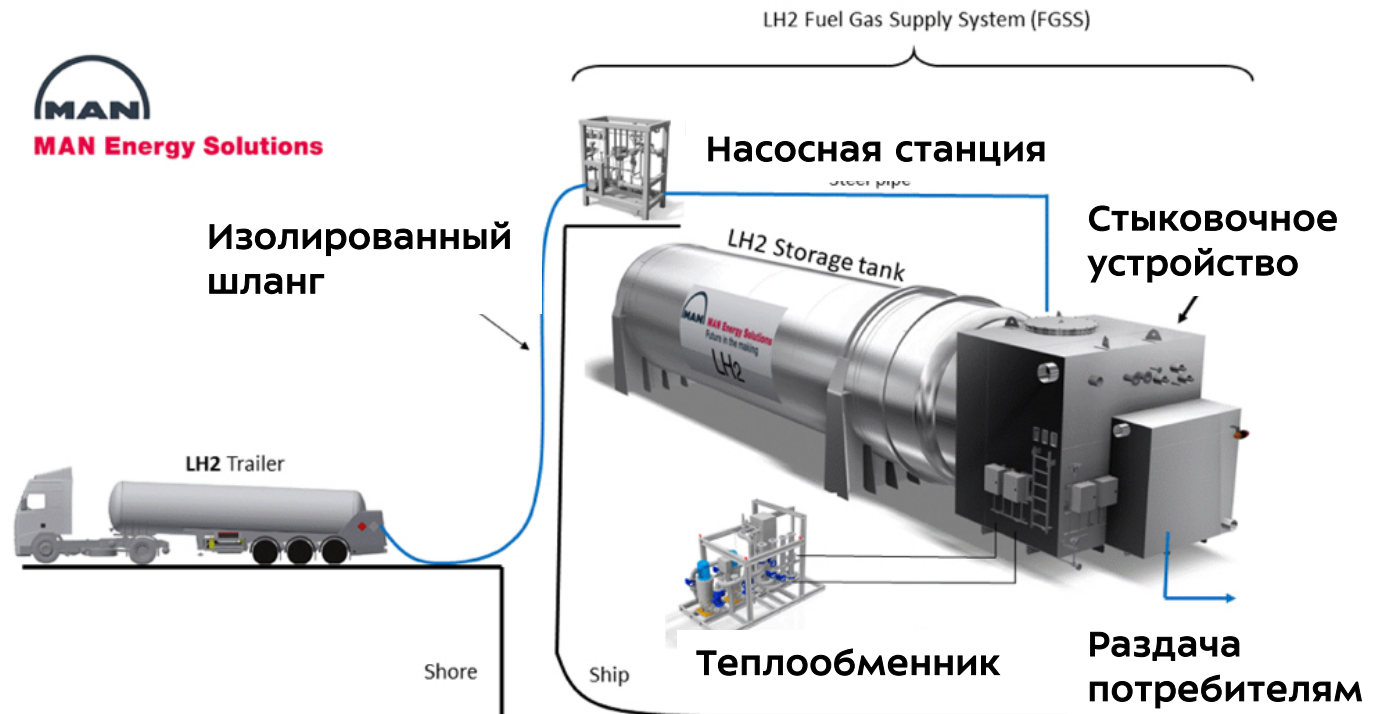 LH2 Fuel Gas Supply System (FGSS)
MAN
MAN Energy Solutions
Насосная станция
Steel pipe
Изолированный
шланг
Стыковочное
устройство
LH2 Storage tank
MAN
MAN Energy Solutions
Future in the making
LH2
LH2 Trailer
Shore
Ship
Теплообменник
Раздача
потребителям